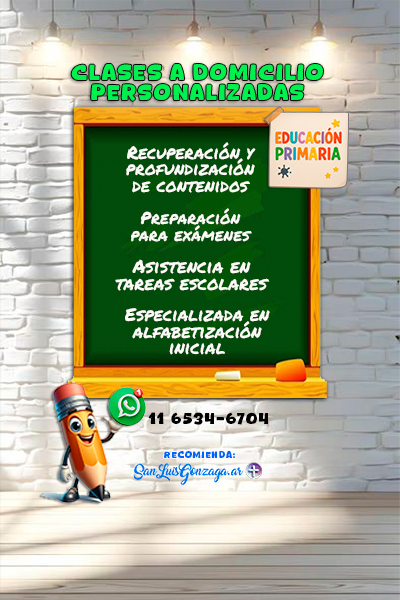 CLASES A DOMICILIO
PERSONALIZADAS
EDUCACIÓN
PRIMARIA
RECUPERACIÓN Y
PROFUNDIZACIÓN
DE CONTENIDOS
PREPARACIÓN
PARA EXÁMENES
ASISTENCIA EN
TAREAS ESCOLARES
ESPECIALIZADA EN
ALFABETIZACIÓN
INICIAL
11 6534-6704
RECOMIENDA:
SanLuisGonzaga.ar